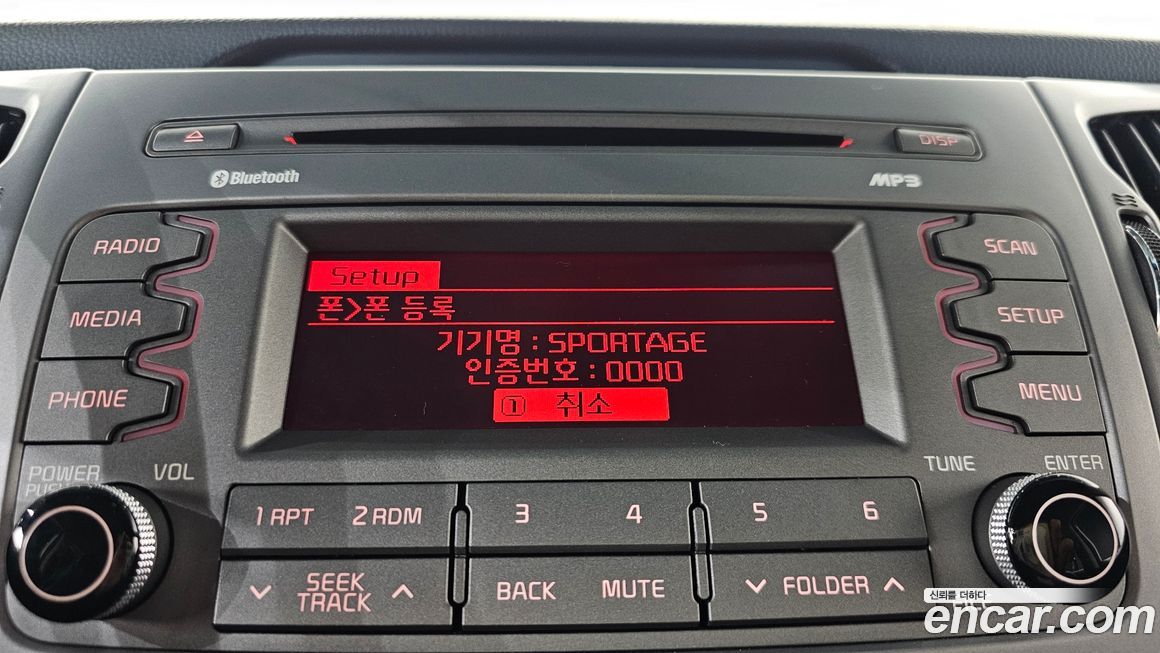 DISP
Bluetooth
MP3
RADIO
SCAN
Setup
폰>폰 등록
MEDIA
SETUP
기기명 : SPORTAGE
인증번호 : 0000
PHONE
MENU
1 취소
POWER
PUSH
VOL
TUNE
ENTER
1 RPT 2 RDM 3 4 5 6
SEEK
TRACK
BACK MUTE FOLDER
신뢰를 더하다
encar.com